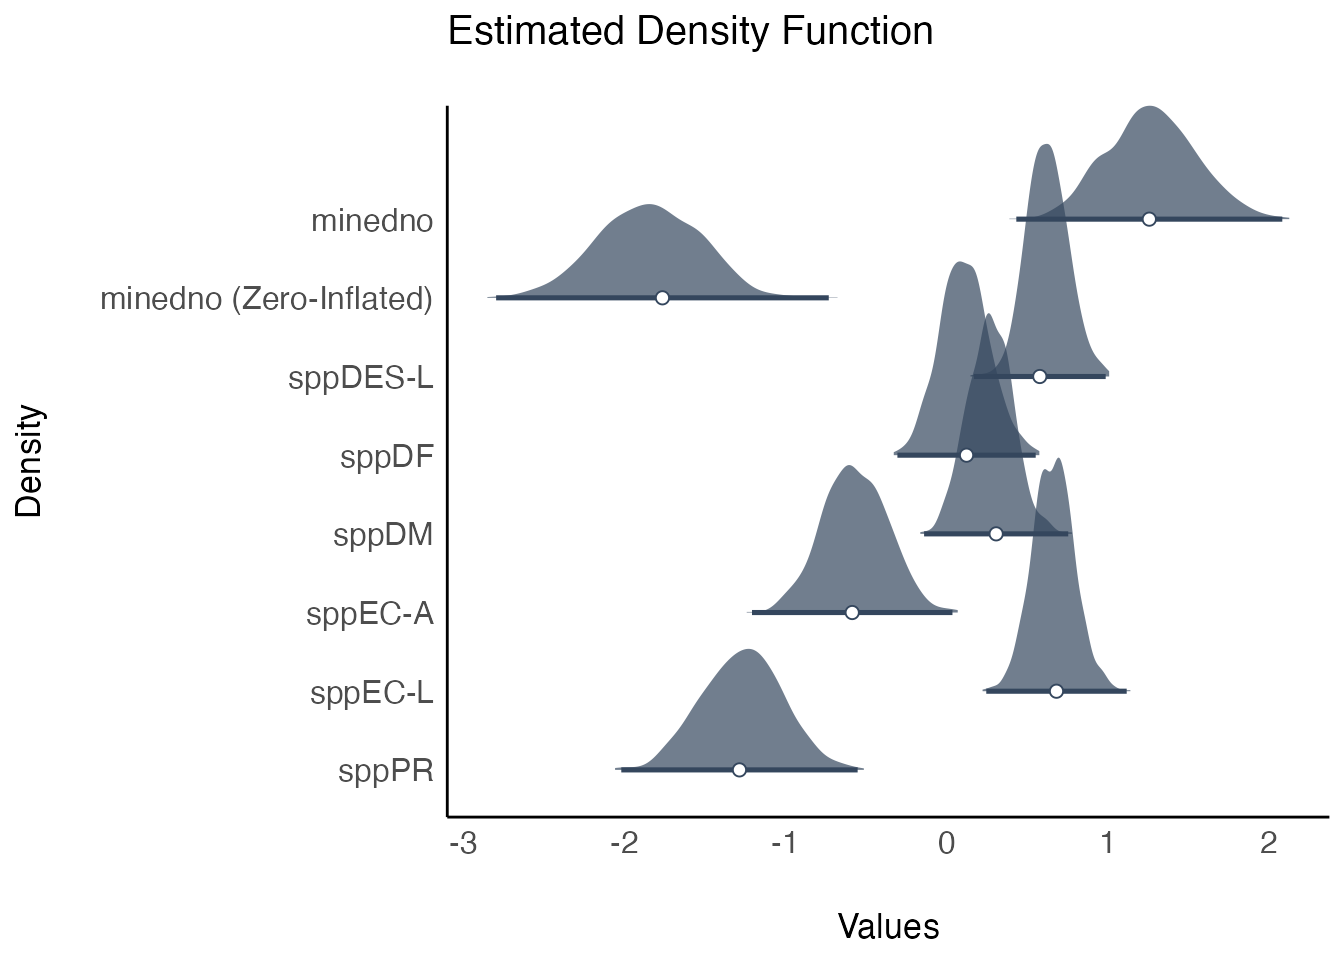 Estimated Density Function
Density
minedno
minedno (Zero-Inflated)
sppDES-L
sppDF
sppDM
sppEC-A
sppEC-L
sppPR
-3 -2 -1 0 1 2
Values